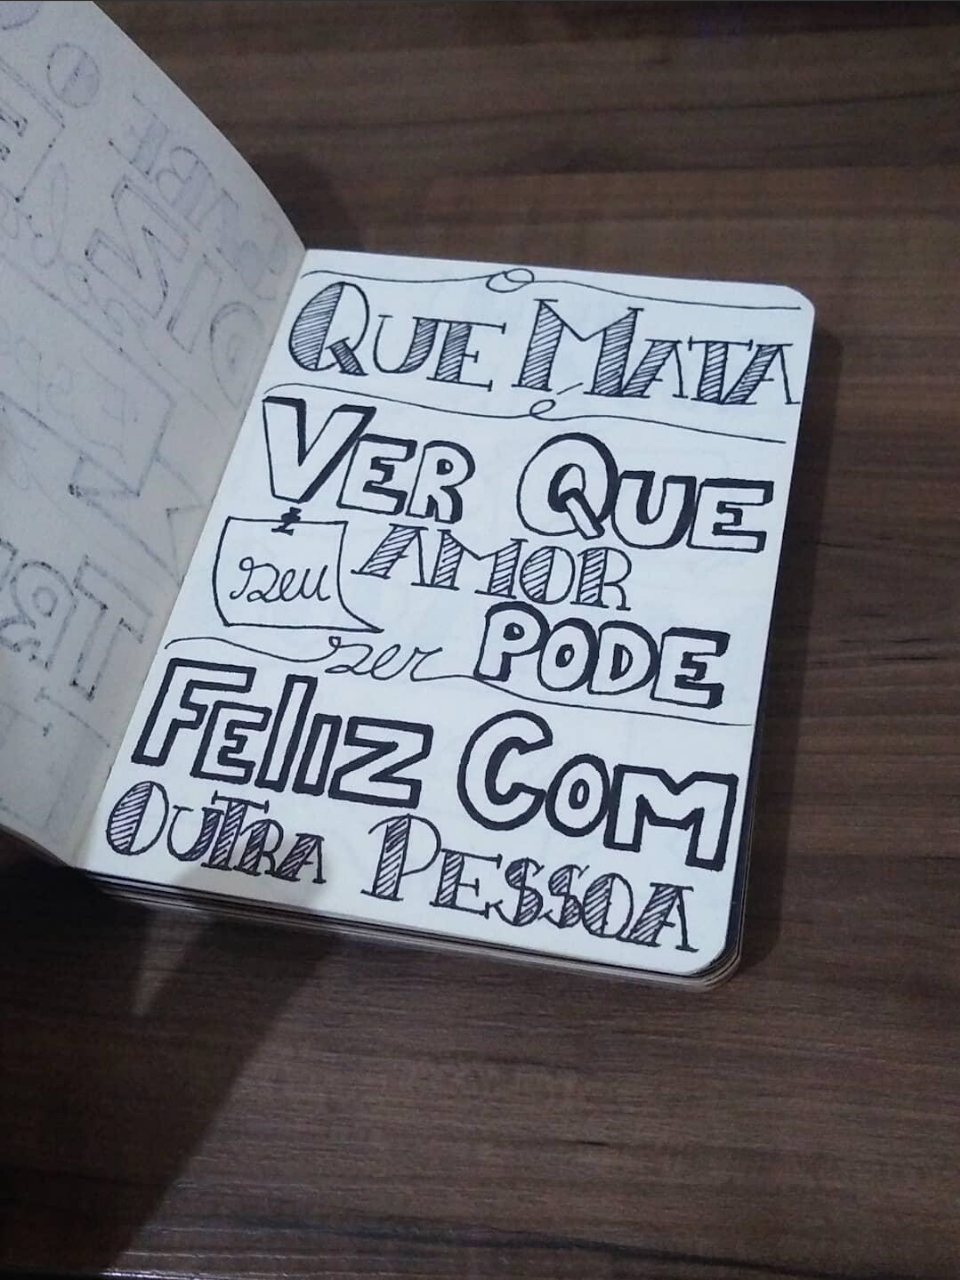 QUE MATA
VER QUE
seu AMOR
ser PODE
FELIZ COM
OUTRA PESSOA